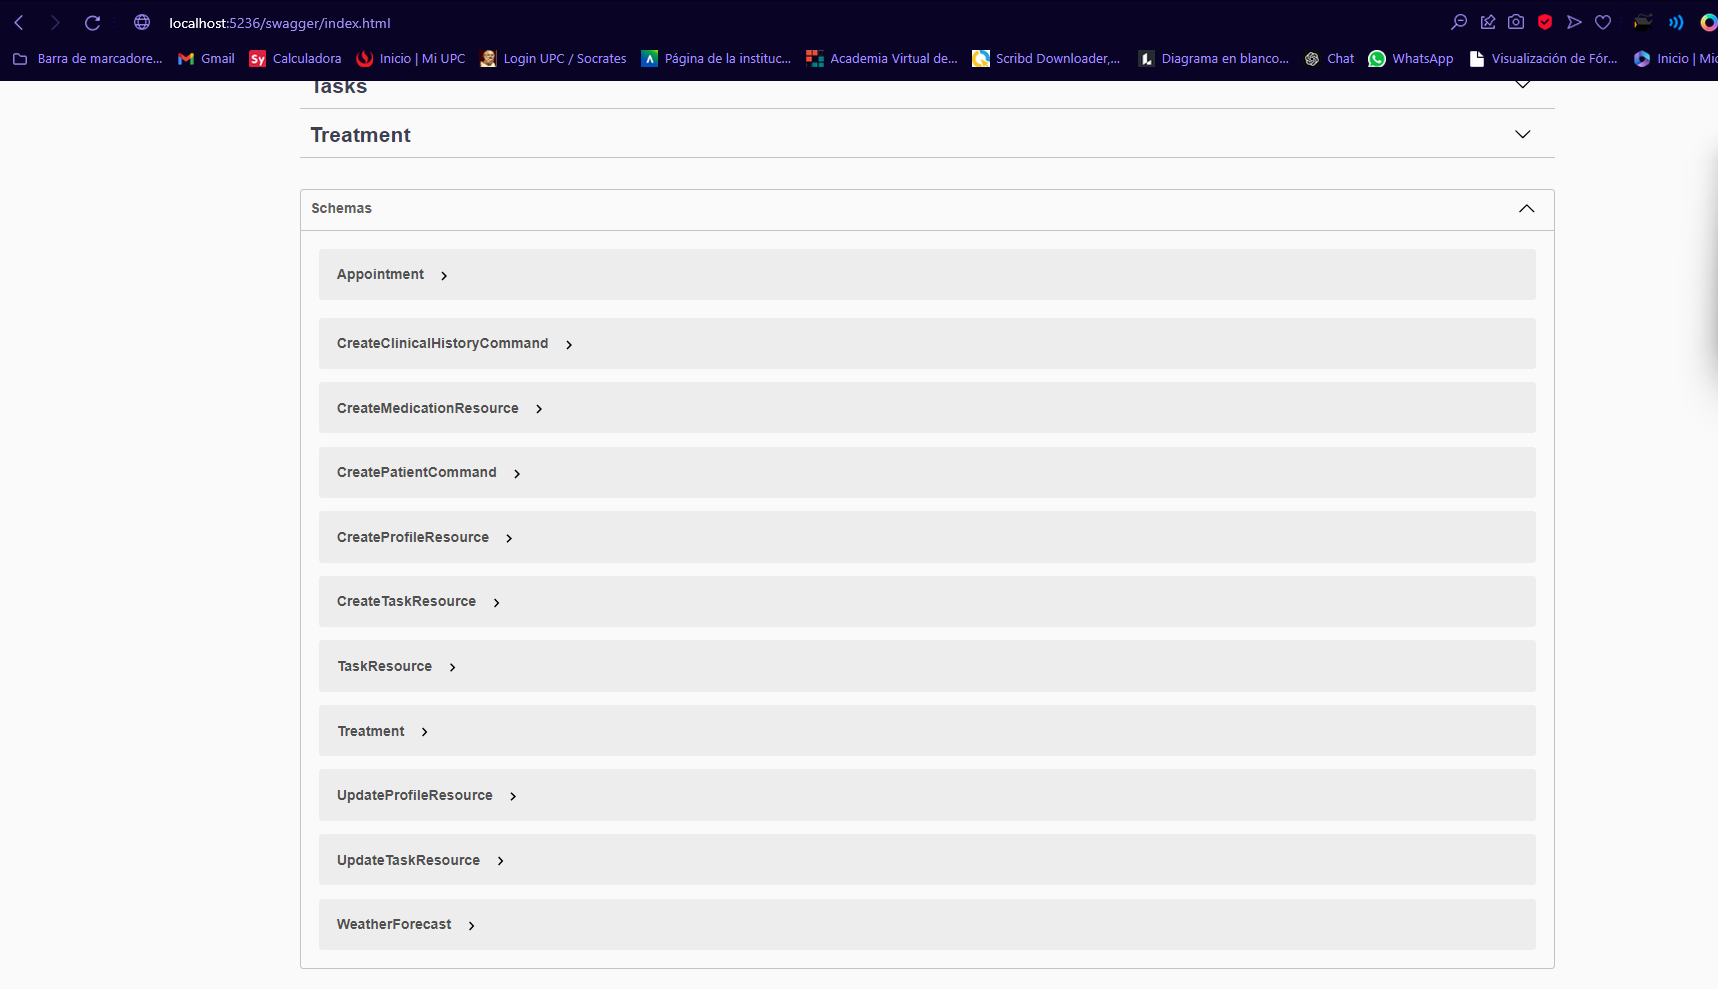 localhost:5236/swagger/index.html
Barra de marcadore... Gmail Sy Calculadora Inicio | Mi UPC Login UPC / Socrates Página de la instituc... Academia Virtual de... Scribd Downloader,... Diagrama en blanco... Chat WhatsApp Visualización de Fór... Inicio | Mic
Tasks
Treatment
Schemas
Appointment
CreateClinicalHistoryCommand
CreateMedicationResource
CreatePatientCommand
CreateProfileResource
CreateTaskResource
TaskResource
Treatment
UpdateProfileResource
UpdateTaskResource
WeatherForecast